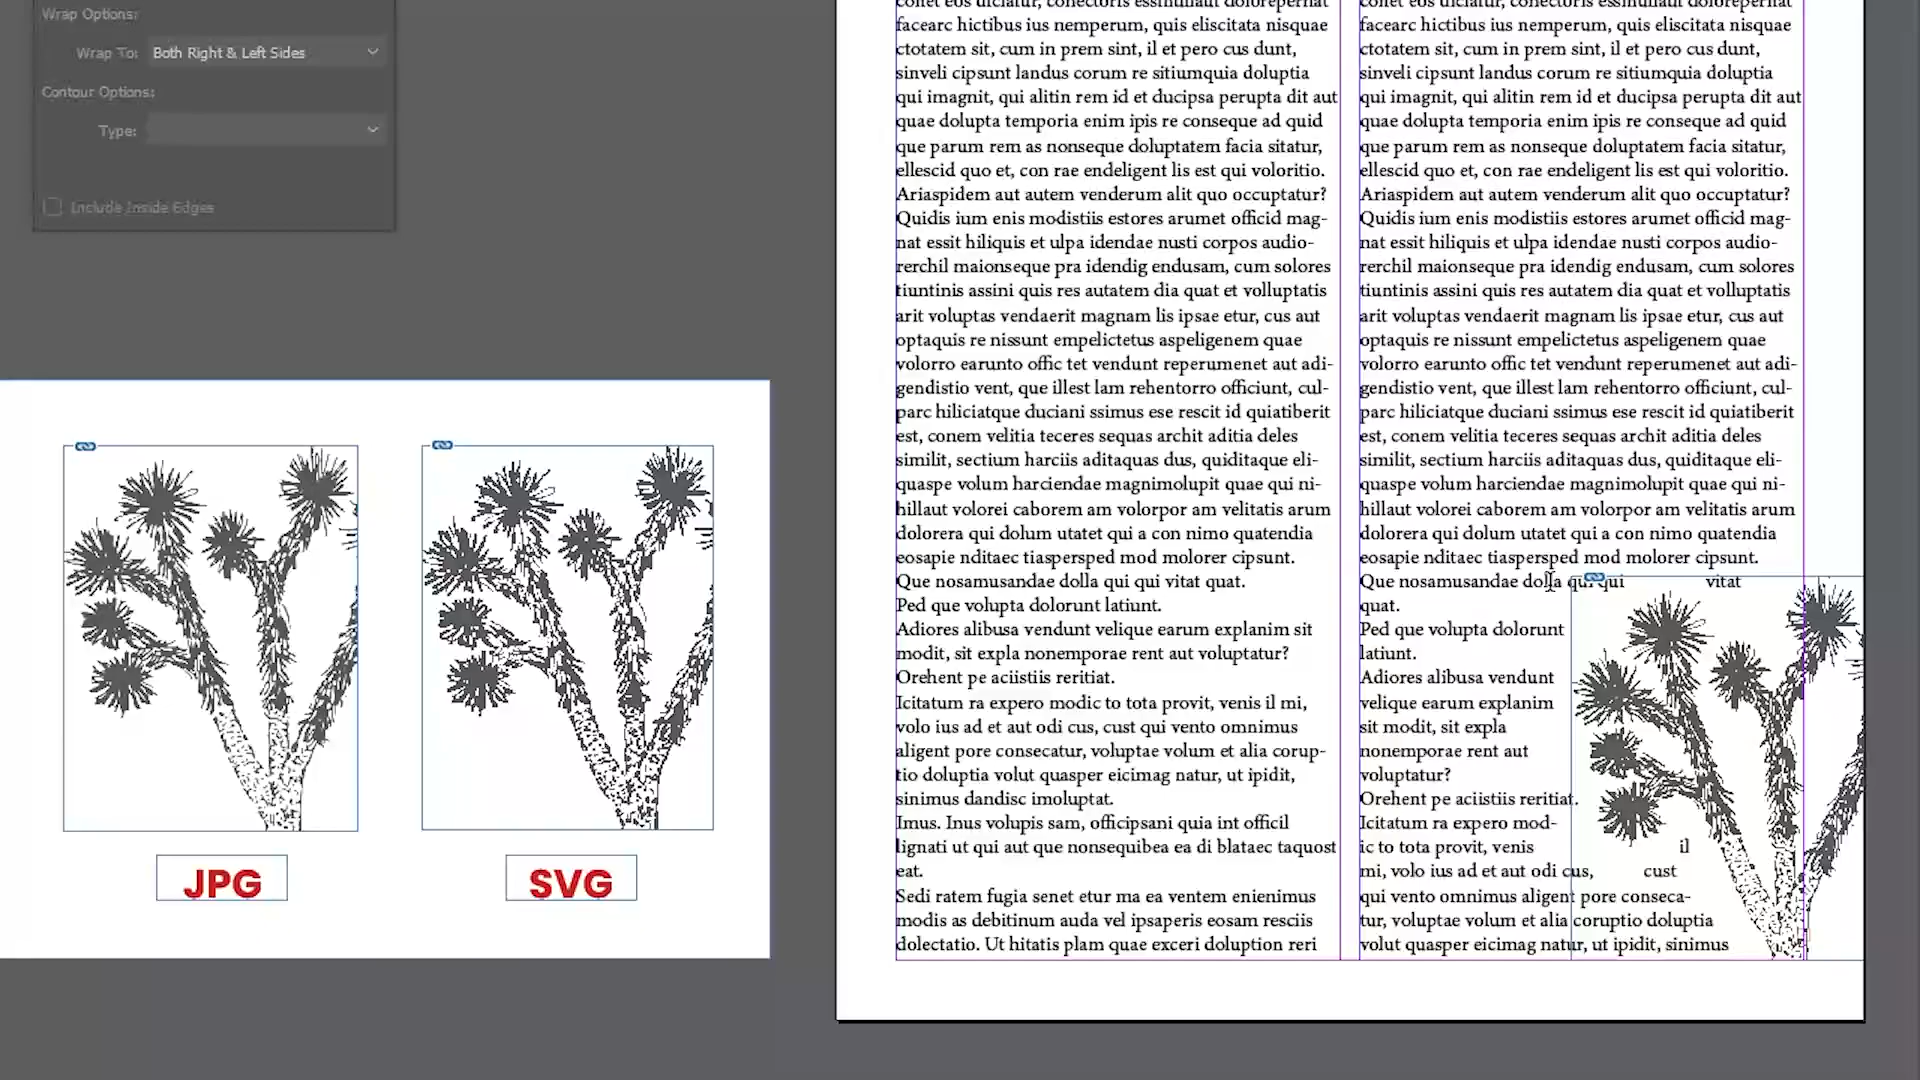 Wrap Options:
Wrap To: Both Right & Left Sides
Contour Options:
Type:
Include Inside Edges
JPG
SVG
facearc hictibus ius nemperum, quis eliscitata nisquae
ctotatem sit, cum in prem sint, il et pero cus dunt,
sinveli cipsunt landus corum re sitiumquia doluptia
qui imagnit, qui alitin rem id et ducipsa perupta dit aut
quae dolupta temporia enim ipis re conseque ad quid
que parum rem as nonseque doluptatem facia sitatur,
ellescid quo et, con rae endeligent lis est qui voloritio.
Ariaspidem aut autem venderum alit quo occuptatur?
Quidis ium enis modistiis estores arumet officid mag-
nat essit hiliquis et ulpa idendae nusti corpos audio-
rerchil maionseque pra idendig endusam, cum solores
tiuntinis assini quis res autatem dia quat et volluptatis
arit voluptas vendaerit magnam lis ipsae etur, cus aut
optaquis re nissunt empelictetus aspeligenem quae
volorro earunto offic tet vendunt reperumenet aut adi-
gendistio vent, que illest lam rehentorro officiunt, cul-
parc hiliciatque duciani ssimus ese rescit id quiatiberit
est, conem velitia teceres sequas archit aditia deles
similit, sectium harciis aditaquas dus, quiditaque eli-
quaspe volum harciendae magnimolupit quae qui ni-
hillaut volorei caborem am volorpor am velitatis arum
dolorera qui dolum utatet qui a con nimo quatendia
eosapie nditaec tiaspersped mod molorer cipsunt.
Que nosamusandae dolla qui qui vitat quat.
Ped que volupta dolorunt latiunt.
Adiores alibusa vendunt velique earum explanim sit
modit, sit expla nonemporae rent aut voluptatur?
Orehent pe aciistiis reritiat.
Icitatum ra expero modic to tota provit, venis il mi,
volo ius ad et aut odi cus, cust qui vento omnimus
aligent pore consecatur, voluptae volum et alia corup-
tio doluptia volut quasper eicimag natur, ut ipidit,
sinimus dandisc imoluptat.
Imus. Inus volupis sam, officipsani quia int officil
lignati ut qui aut que nonsequibea ea di blataec taquost
eat.
Sedi ratem fugia senet etur ma ea ventem enienimus
modis as debitinum auda vel ipsaperis eosam resciis
dolectatio. Ut hitatis plam quae exceri doluption reri
facearc hictibus ius nemperum, quis eliscitata nisquae
ctotatem sit, cum in prem sint, il et pero cus dunt,
sinveli cipsunt landus corum re sitiumquia doluptia
qui imagnit, qui alitin rem id et ducipsa perupta dit aut
quae dolupta temporia enim ipis re conseque ad quid
que parum rem as nonseque doluptatem facia sitatur,
ellescid quo et, con rae endeligent lis est qui voloritio.
Ariaspidem aut autem venderum alit quo occuptatur?
Quidis ium enis modistiis estores arumet officid mag-
nat essit hiliquis et ulpa idendae nusti corpos audio-
rerchil maionseque pra idendig endusam, cum solores
tiuntinis assini quis res autatem dia quat et volluptatis
arit voluptas vendaerit magnam lis ipsae etur, cus aut
optaquis re nissunt empelictetus aspeligenem quae
volorro earunto offic tet vendunt reperumenet aut adi-
gendistio vent, que illest lam rehentorro officiunt, cul-
parc hiliciatque duciani ssimus ese rescit id quiatiberit
est, conem velitia teceres sequas archit aditia deles
similit, sectium harciis aditaquas dus, quiditaque eli-
quaspe volum harciendae magnimolupit quae qui ni-
hillaut volorei caborem am volorpor am velitatis arum
dolorera qui dolum utatet qui a con nimo quatendia
eosapie nditaec tiaspersped mod molorer cipsunt.
Que nosamusandae dolla qui qui vitat
quat.
Ped que volupta dolorunt
latiunt.
Adiores alibusa vendunt
velique earum explanim
sit modit, sit expla
nonemporae rent aut
voluptatur?
Orehent pe aciistiis reritiat.
Icitatum ra expero mod-
ic to tota provit, venis il
mi, volo ius ad et aut odi cus, cust
qui vento omnimus aligent pore conseca-
tur, voluptae volum et alia coruptio doluptia
volut quasper eicimag natur, ut ipidit, sinimus